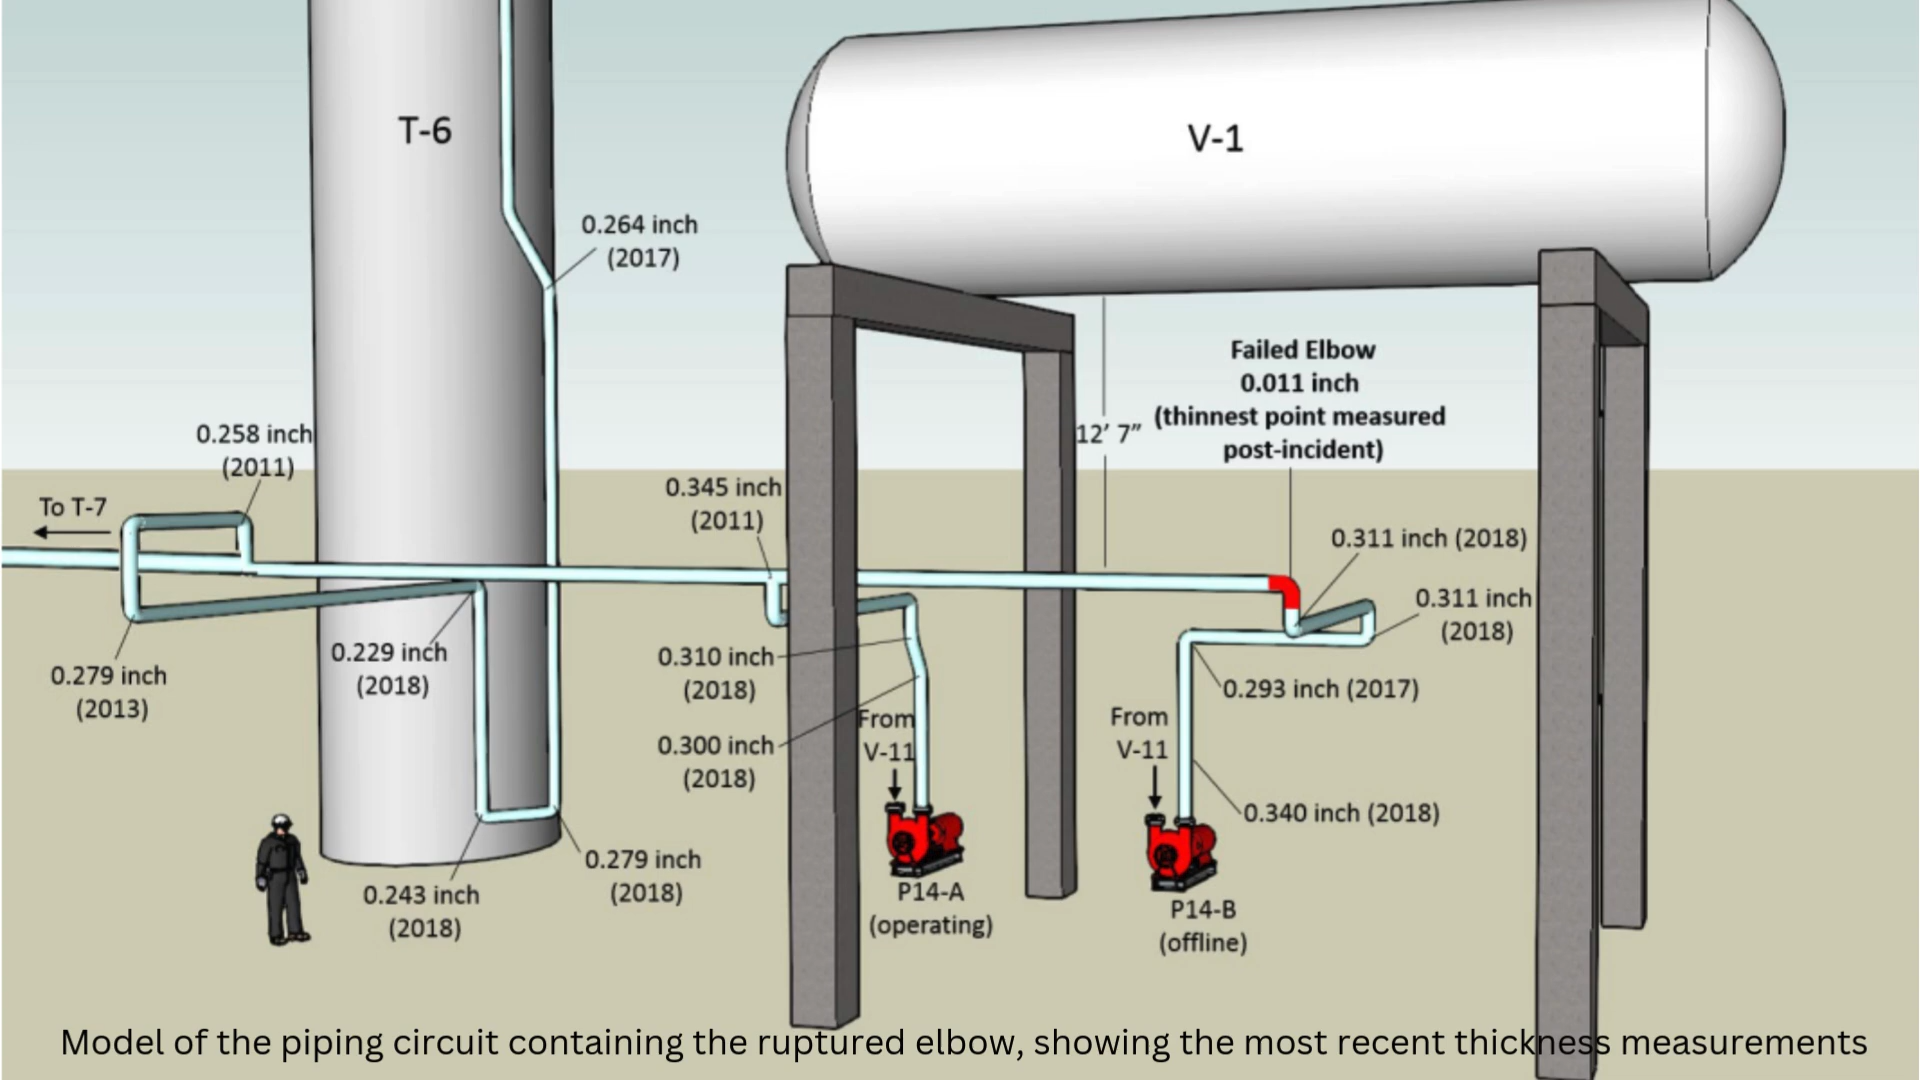 T-6
V-1
0.264 inch
(2017)
Failed Elbow
0.011 inch
(thinnest point measured
post-incident)
12’ 7”
0.258 inch
(2011)
To T-7
0.345 inch
(2011)
0.311 inch (2018)
0.311 inch
(2018)
0.279 inch
(2013)
0.229 inch
(2018)
0.310 inch
(2018)
0.293 inch (2017)
From
V-11
From
V-11
0.300 inch
(2018)
0.340 inch (2018)
0.243 inch
(2018)
0.279 inch
(2018)
P14-A
(operating)
P14-B
(offline)
Model of the piping circuit containing the ruptured elbow, showing the most recent thickness measurements